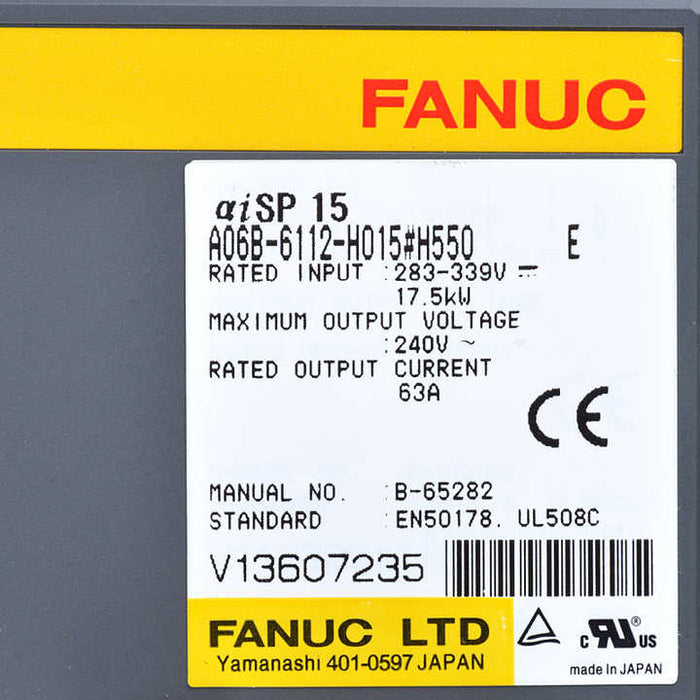 FANUC
αiSP 15
A06B-6112-H015#H550 E
RATED INPUT :283-339V ⎓
17.5kW
MAXIMUM OUTPUT VOLTAGE
:240V ~
RATED OUTPUT CURRENT
63A
CE
MANUAL NO. :B-65282
STANDARD :EN50178. UL508C
V13607235
FANUC LTD
Yamanashi 401-0597 JAPAN
c RU® US
made in JAPAN